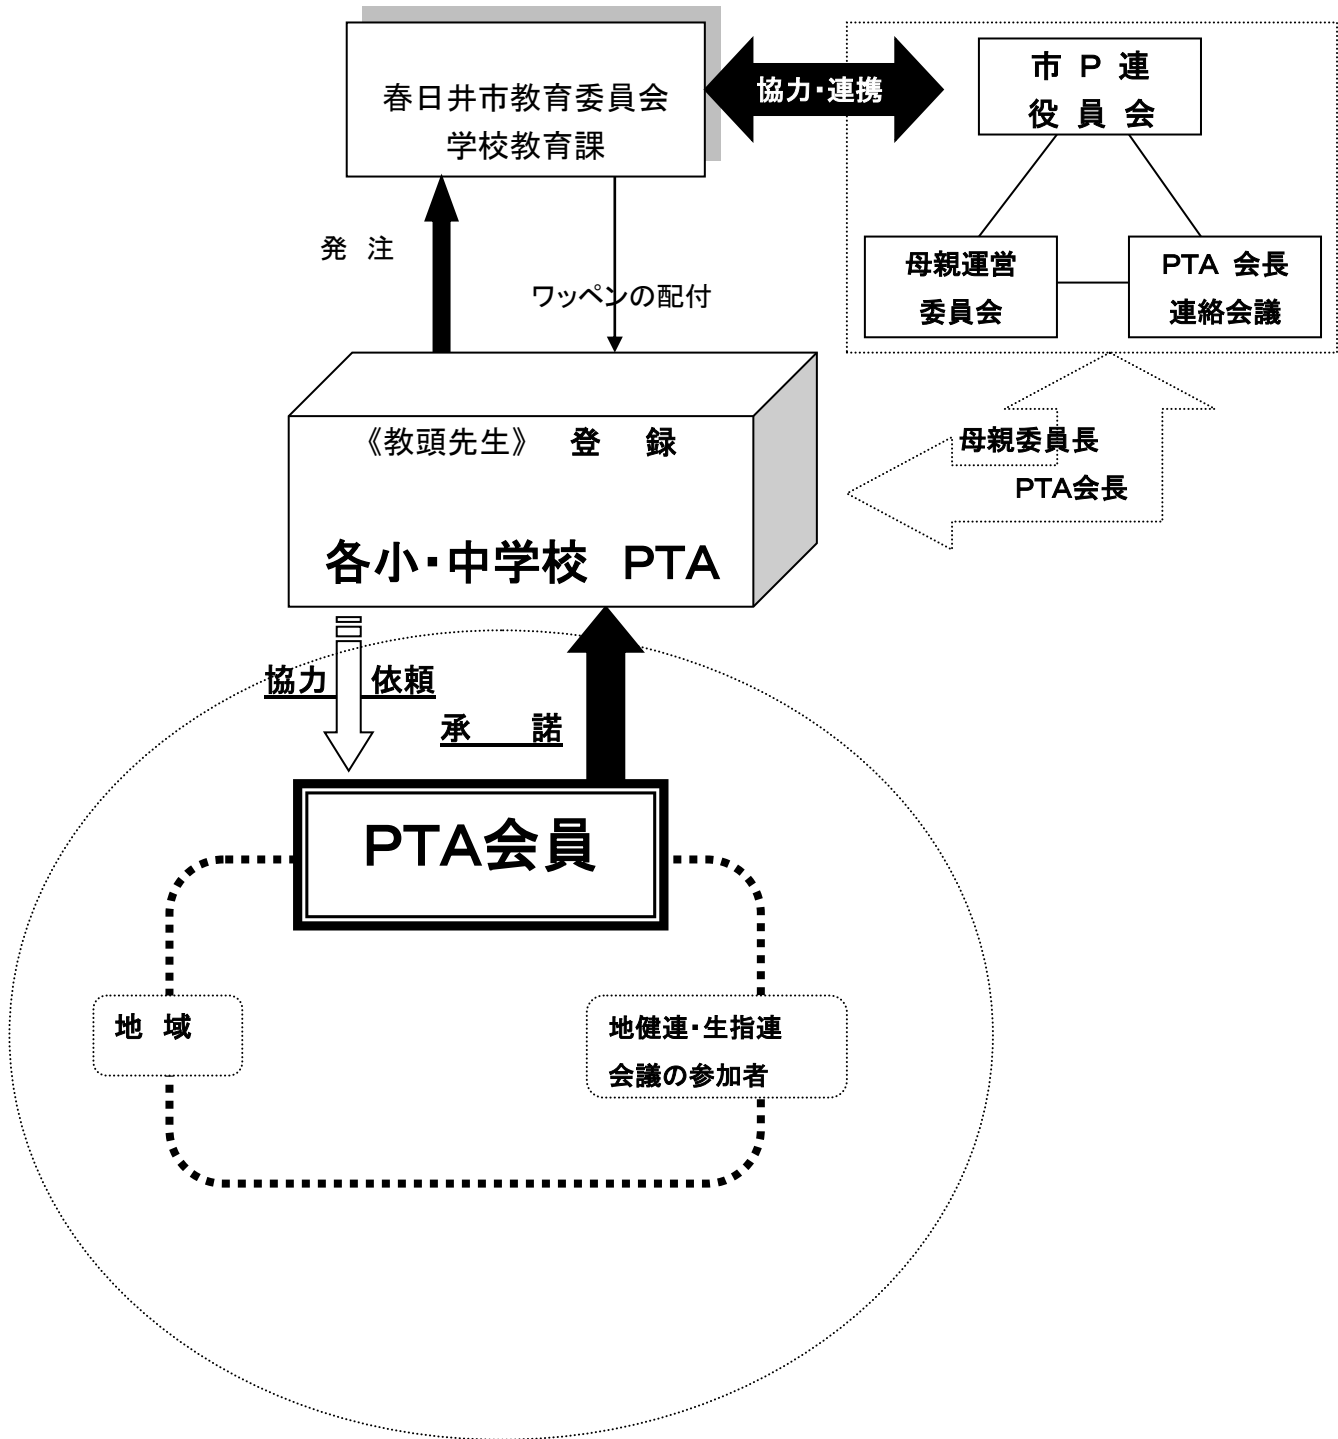 春日井市教育委員会
学校教育課
協力・連携
市 P 連
役 員 会
母親運営
委員会
PTA 会長
連絡会議
発 注
ワッペンの配付
母親委員長
PTA会長
《教頭先生》 登 録
各小・中学校 PTA
協力 依頼
承 諾
PTA会員
地 域
地健連・生指連
会議の参加者